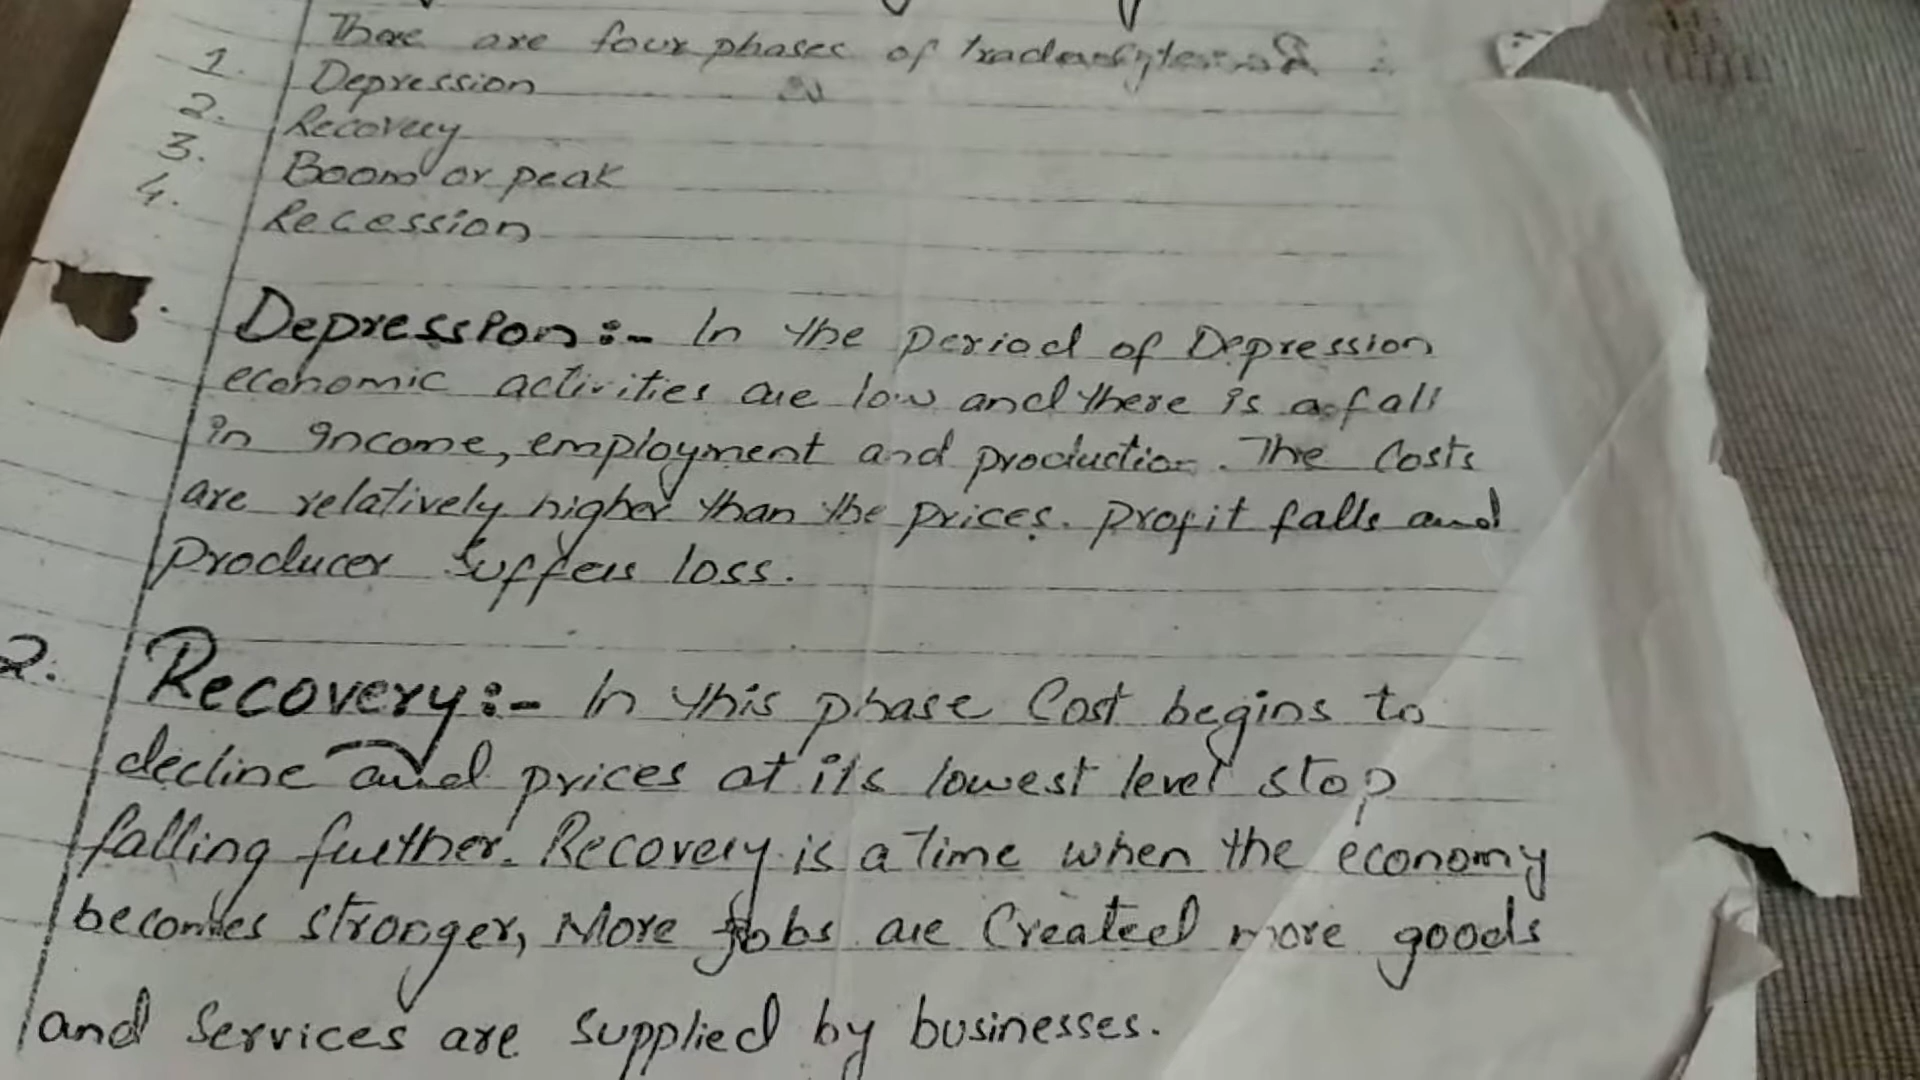 There are four phases of trade
1. Depression
2. Recovery
3. Boom or peak
4. Recession
Depression :- In the period of Depression
economic activities are low and there is a fall
in income, employment and production. The Costs
are relatively higher than the prices. Profit falls and
Producer Suffers loss.
2. Recovery :- In this phase Cost begins to
decline and prices at its lowest level stop
falling further. Recovery is a Time when the economy
becomes stronger, More jobs are Created more goods
and Services are Supplied by businesses.